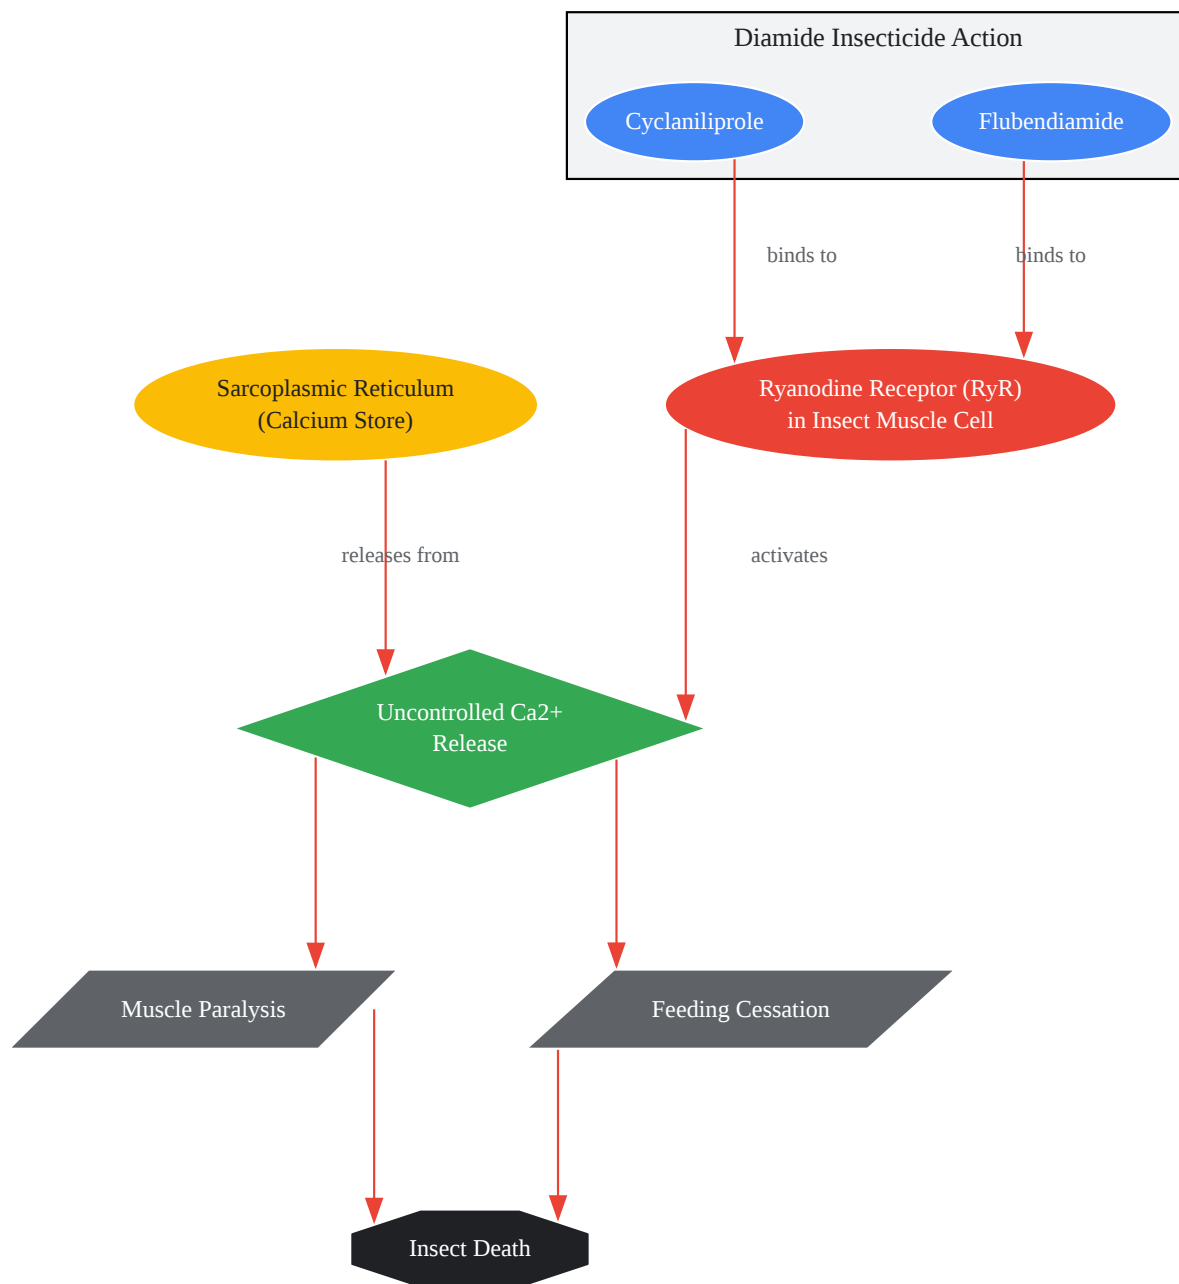 Diamide Insecticide Action
Cyclaniliprole
Flubendiamide
binds to
binds to
Sarcoplasmic Reticulum
(Calcium Store)
Ryanodine Receptor (RyR)
in Insect Muscle Cell
releases from
activates
Uncontrolled Ca2+
Release
Muscle Paralysis
Feeding Cessation
Insect Death